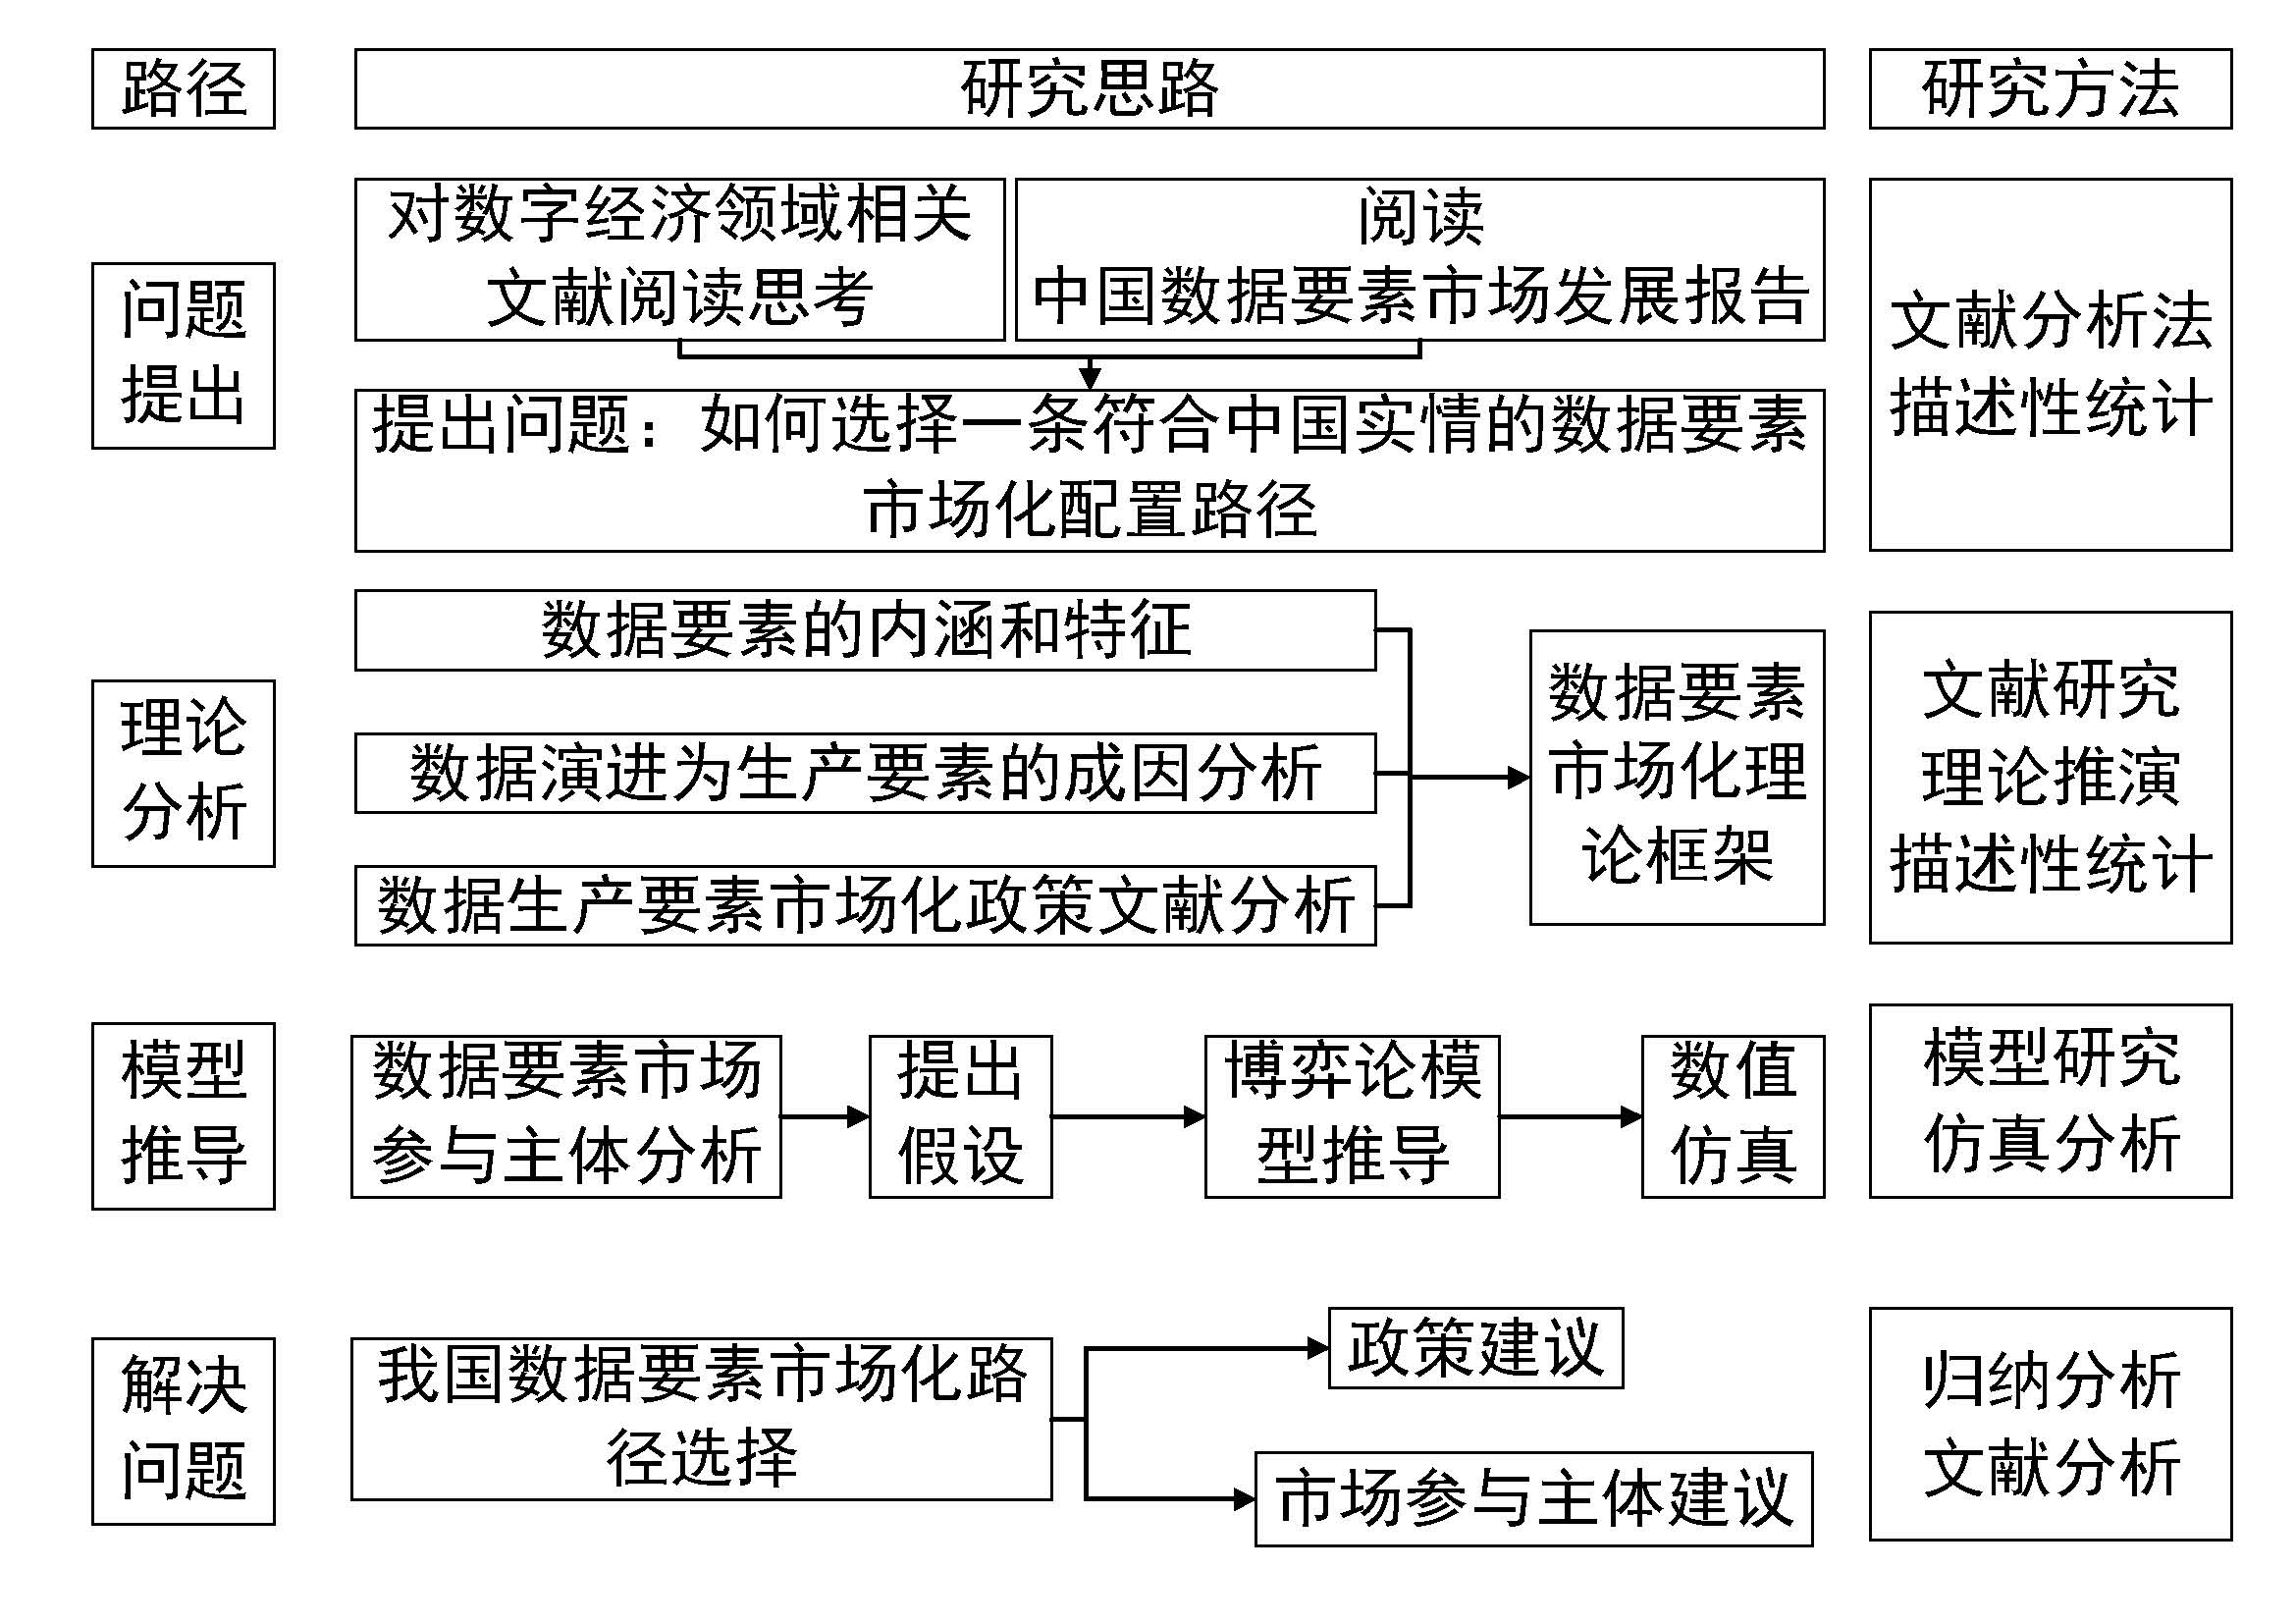 路径
研究思路
研究方法
问题
提出
对数字经济领域相关
文献阅读思考
阅读
中国数据要素市场发展报告
提出问题：如何选择一条符合中国实情的数据要素
市场化配置路径
文献分析法
描述性统计
理论
分析
数据要素的内涵和特征
数据演进为生产要素的成因分析
数据生产要素市场化政策文献分析
数据要素
市场化理
论框架
文献研究
理论推演
描述性统计
模型
推导
数据要素市场
参与主体分析
提出
假设
博弈论模
型推导
数值
仿真
模型研究
仿真分析
解决
问题
我国数据要素市场化路
径选择
政策建议
市场参与主体建议
归纳分析
文献分析